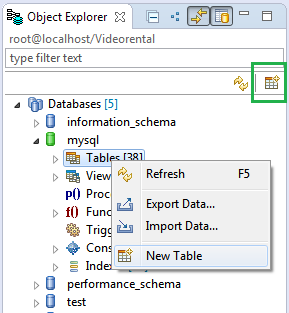 Object Explorer
root@localhost/Videorental
type filter text
Databases [5]
information_schema
mysql
Tables [38]
View
Refresh F5
p() Proc
Export Data...
f() Func
Import Data...
Trigg
Cons
New Table
Index
performance_schema
test